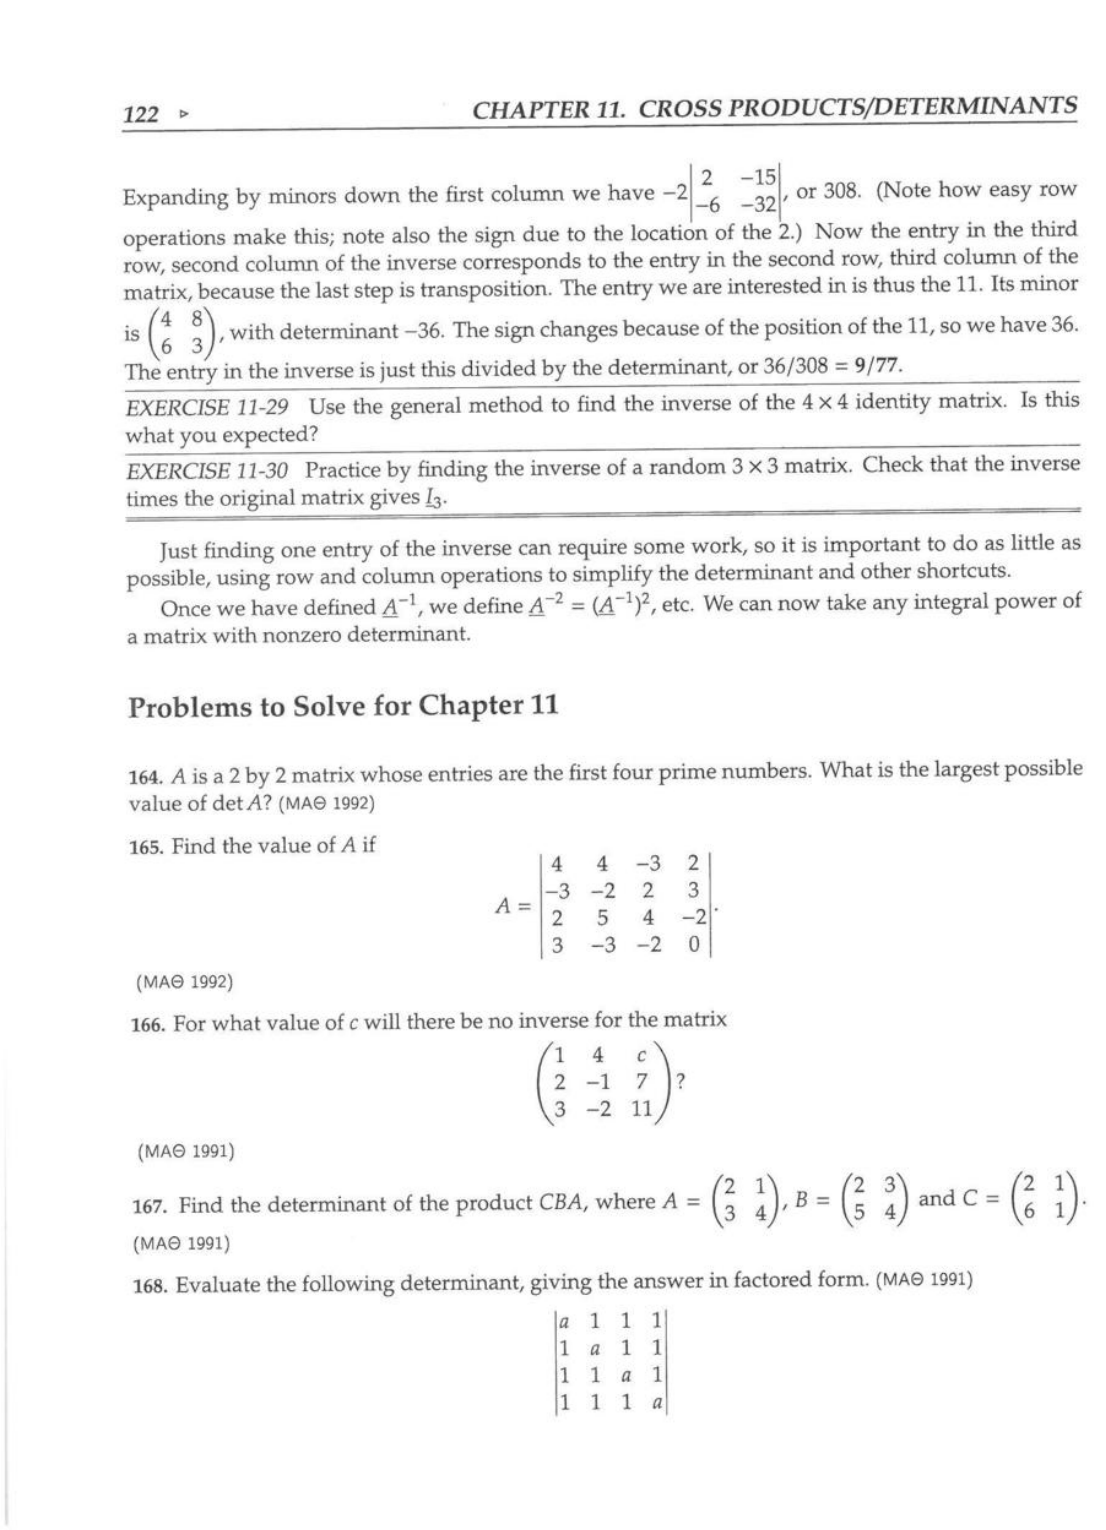 122 ▹ CHAPTER 11. CROSS PRODUCTS/DETERMINANTS
Expanding by minors down the first column we have −2|2 −15|, or 308. (Note how easy row
|−6 −32|
operations make this; note also the sign due to the location of the 2.) Now the entry in the third
row, second column of the inverse corresponds to the entry in the second row, third column of the
matrix, because the last step is transposition. The entry we are interested in is thus the 11. Its minor
is (4 8), with determinant −36. The sign changes because of the position of the 11, so we have 36.
(6 3)
The entry in the inverse is just this divided by the determinant, or 36/308 = 9/77.
EXERCISE 11-29 Use the general method to find the inverse of the 4 × 4 identity matrix. Is this
what you expected?
EXERCISE 11-30 Practice by finding the inverse of a random 3 × 3 matrix. Check that the inverse
times the original matrix gives I₃.
Just finding one entry of the inverse can require some work, so it is important to do as little as
possible, using row and column operations to simplify the determinant and other shortcuts.
Once we have defined A⁻¹, we define A⁻² = (A⁻¹)², etc. We can now take any integral power of
a matrix with nonzero determinant.
Problems to Solve for Chapter 11
164. A is a 2 by 2 matrix whose entries are the first four prime numbers. What is the largest possible
value of det A? (MAΘ 1992)
165. Find the value of A if
|4 4 −3 2|
A = |−3 −2 2 3|.
|2 5 4 −2|
|3 −3 −2 0|
(MAΘ 1992)
166. For what value of c will there be no inverse for the matrix
(1 4 c)
(2 −1 7)?
(3 −2 11)
(MAΘ 1991)
167. Find the determinant of the product CBA, where A = (2 1), B = (2 3) and C = (2 1).
(3 4) (5 4) (6 1)
(MAΘ 1991)
168. Evaluate the following determinant, giving the answer in factored form. (MAΘ 1991)
|a 1 1 1|
|1 a 1 1|
|1 1 a 1|
|1 1 1 a|